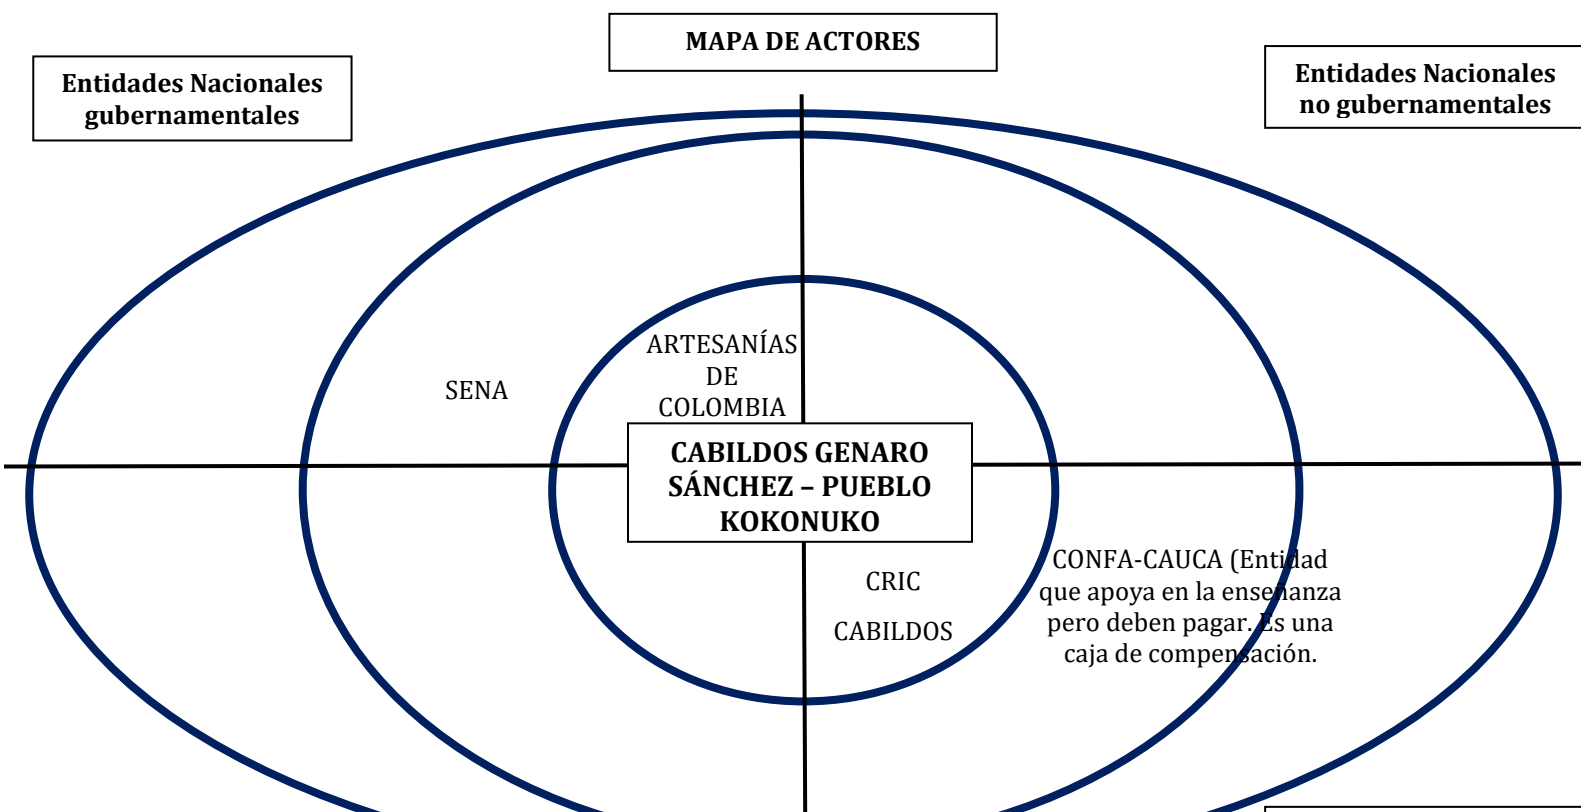 MAPA DE ACTORES
Entidades Nacionales
gubernamentales
Entidades Nacionales
no gubernamentales
ARTESANÍAS
DE
COLOMBIA
SENA
CABILDOS GENARO
SÁNCHEZ – PUEBLO
KOKONUKO
CRIC
CABILDOS
CONFA-CAUCA (Entidad
que apoya en la enseñanza
pero deben pagar. Es una
caja de compensación.